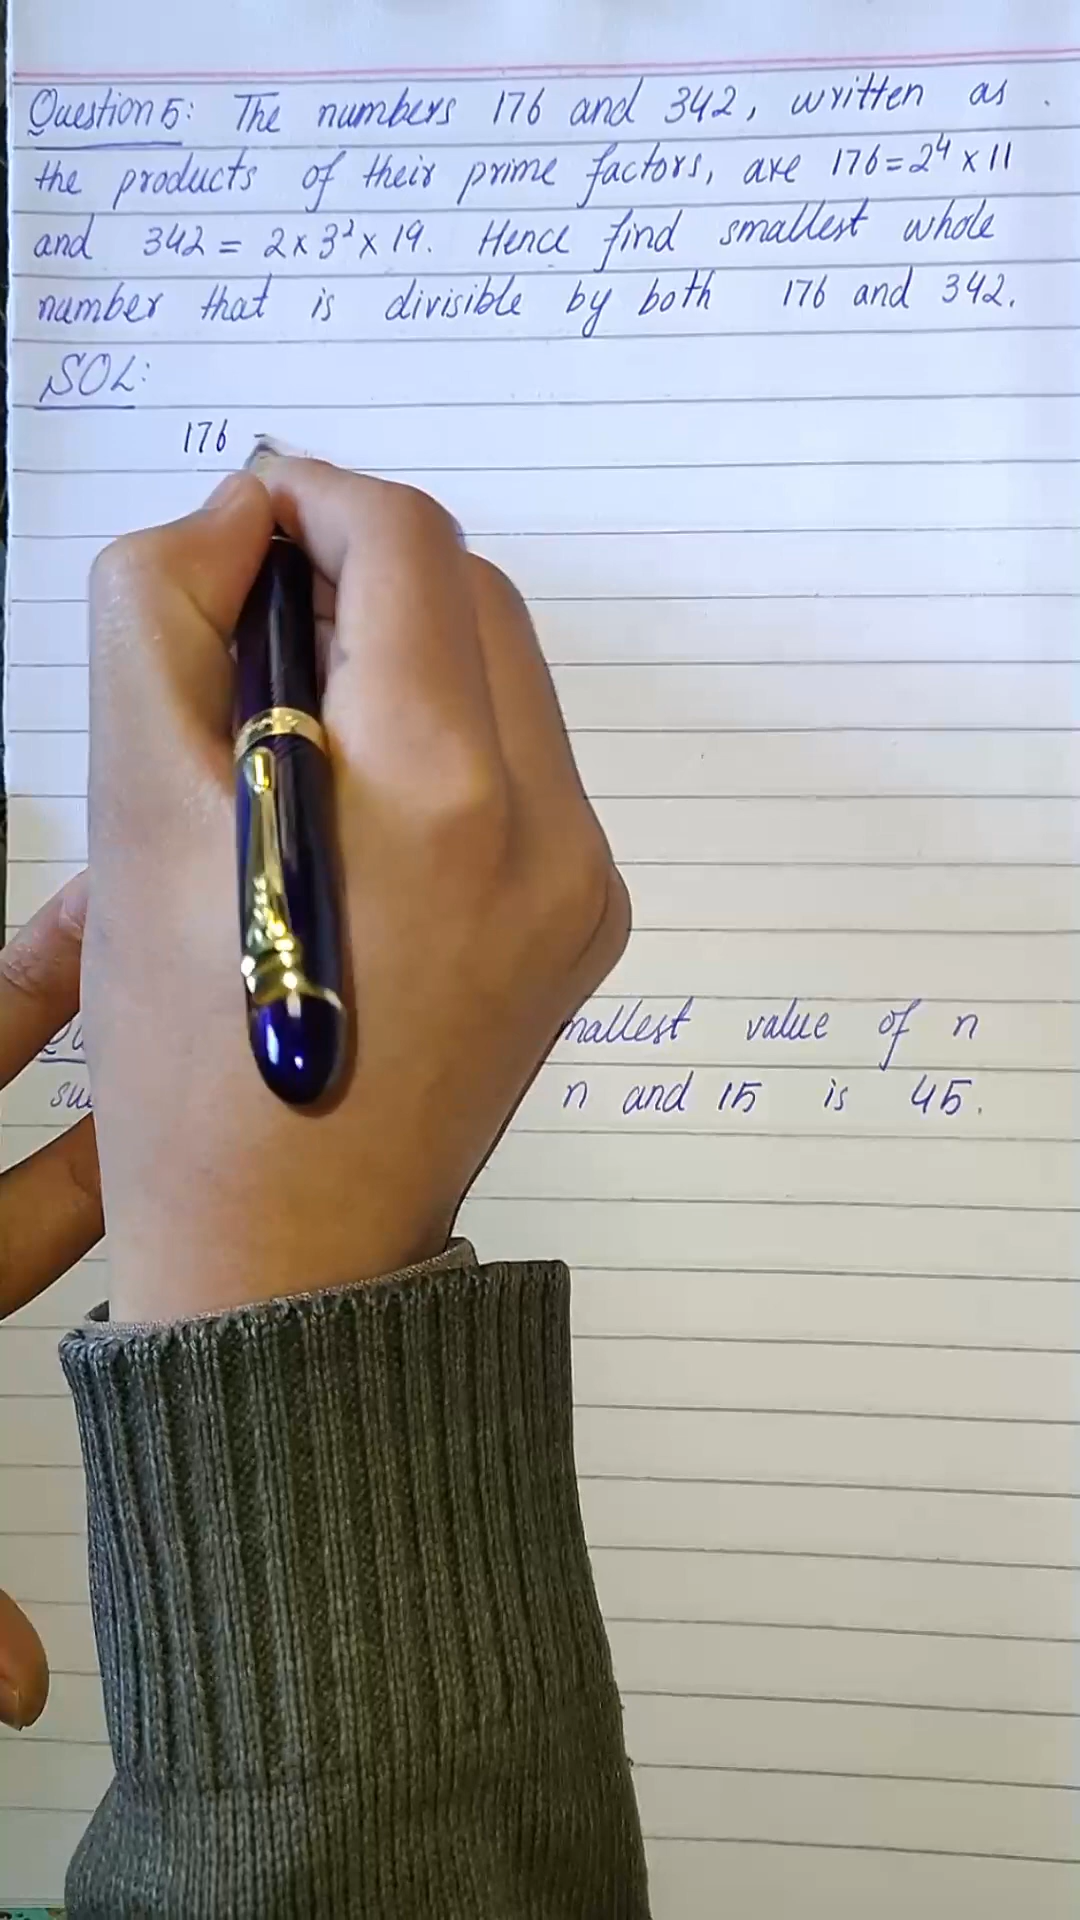 Question 5: The numbers 176 and 342, written as
the products of their prime factors, are 176 = 2⁴ x 11
and 342 = 2 x 3² x 19. Hence find smallest whole
number that is divisible by both 176 and 342.
SOL:
176 =
value of n
n and 15 is 45.